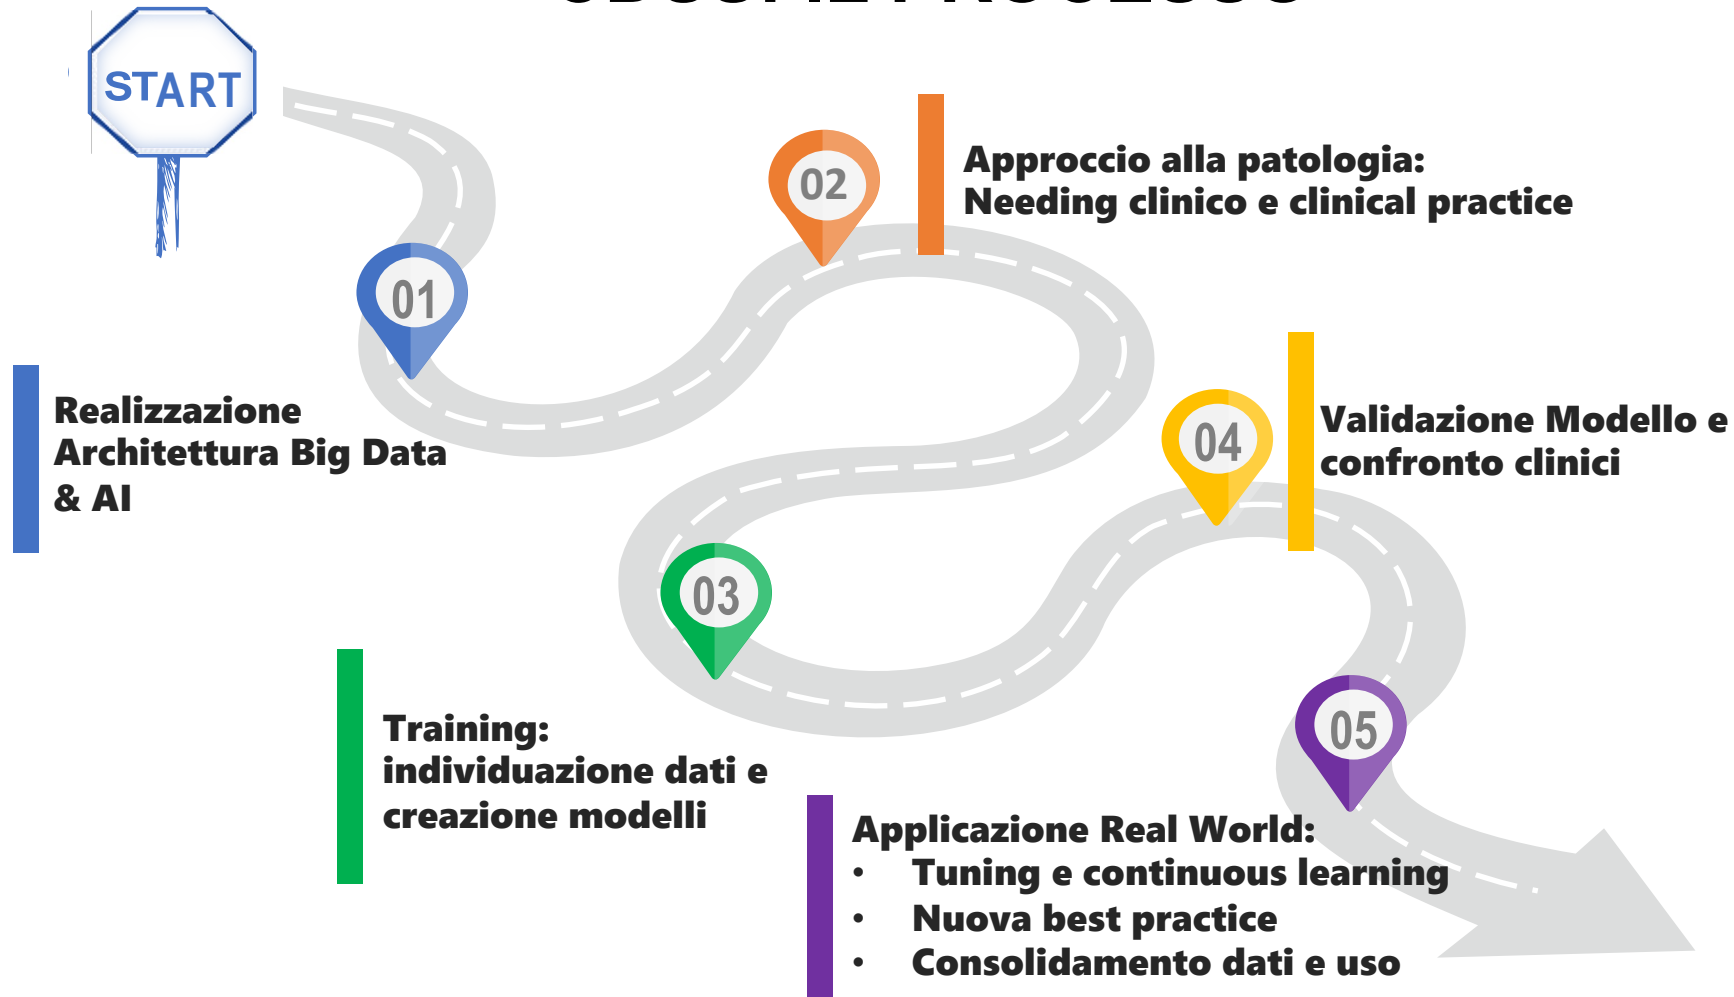 PROCESSO
START
01
Realizzazione
Architettura Big Data
& AI
02
Approccio alla patologia:
Needing clinico e clinical practice
03
Training:
individuazione dati e
creazione modelli
04
Validazione Modello e
confronto clinici
05
Applicazione Real World:
• Tuning e continuous learning
• Nuova best practice
• Consolidamento dati e uso